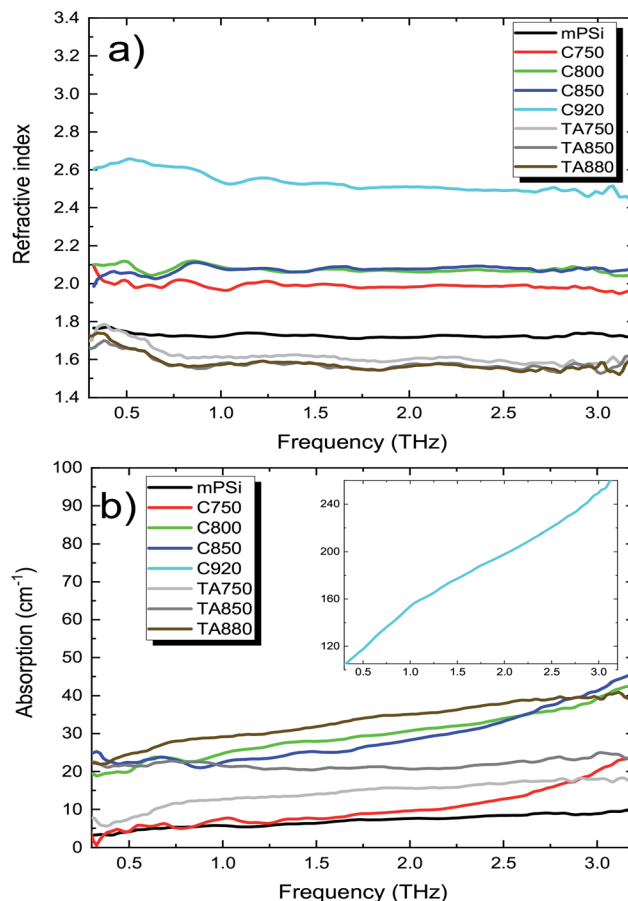 a)
3.4
3.2
3.0
2.8
2.6
2.4
2.2
2.0
1.8
1.6
1.4
Refractive index
mPSi
C750
C800
C850
C920
TA750
TA850
TA880
0.5 1.0 1.5 2.0 2.5 3.0
Frequency (THz)
b)
100
90
80
70
60
50
40
30
20
10
0
Absorption (cm⁻¹)
mPSi
C750
C800
C850
C920
TA750
TA850
TA880
240
200
160
120
0.5 1.0 1.5 2.0 2.5 3.0
0.5 1.0 1.5 2.0 2.5 3.0
Frequency (THz)